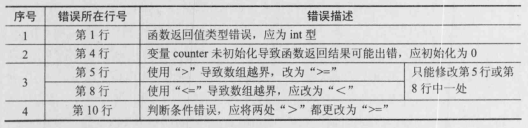 序号 错误所在行号 错误描述
1 第 1 行 函数返回值类型错误，应为 int 型
2 第 4 行 变量 counter 未初始化导致函数返回结果可能出错，应初始化为 0
3 第 5 行 使用“>”导致数组越界，改为“>=” 只能修改第 5 行或第
第 8 行 使用“<=”导致数组越界，应改为“<” 8 行中一处
4 第 10 行 判断条件错误，应将两处“>”都更改为“>=”